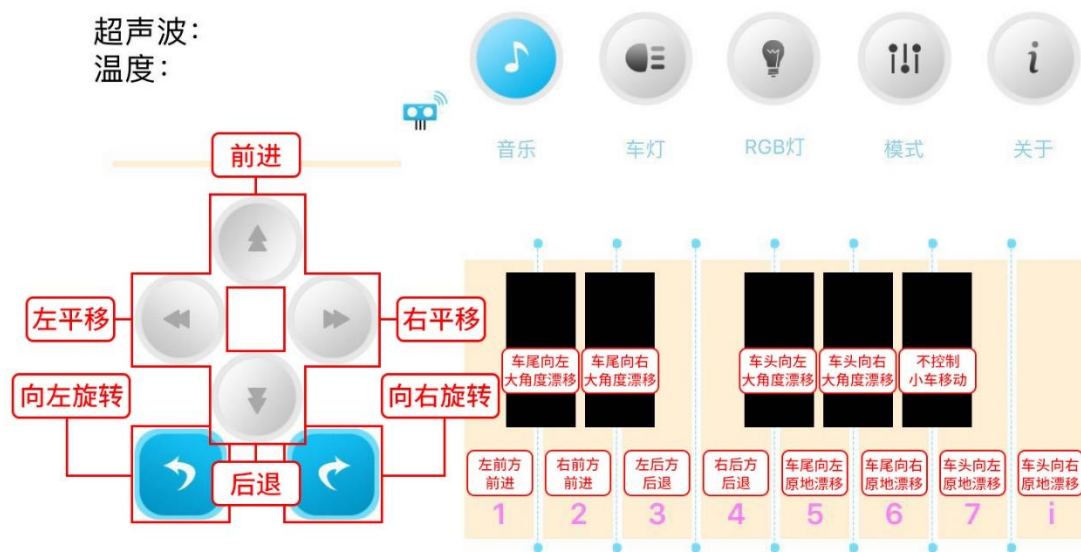 超声波：
温度：
音乐
车灯
RGB灯
模式
关于
前进
左平移
右平移
向左旋转
向右旋转
后退
车尾向左
大角度漂移
车尾向右
大角度漂移
车头向左
大角度漂移
车头向右
大角度漂移
不控制
小车移动
左前方
前进
右前方
前进
左后方
后退
右后方
后退
车尾向左
原地漂移
车尾向右
原地漂移
车头向左
原地漂移
车头向右
原地漂移
1
2
3
4
5
6
7
i